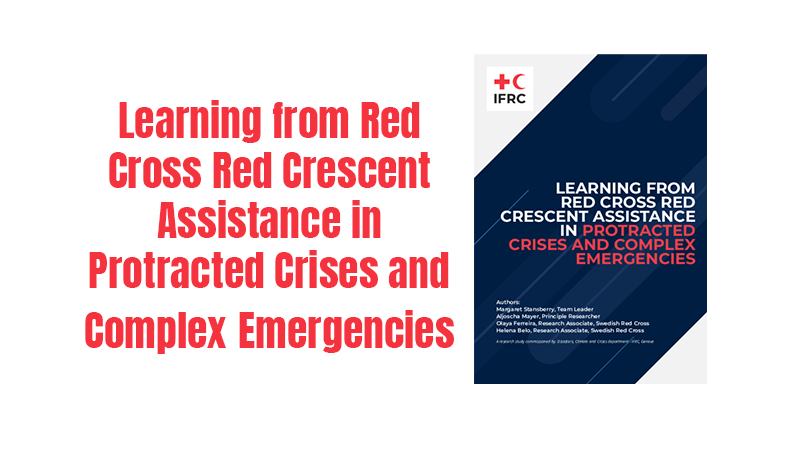 Learning from Red
Cross Red Crescent
Assistance in
Protracted Crises and
Complex Emergencies
IFRC
LEARNING FROM
RED CROSS RED
CRESCENT ASSISTANCE
IN PROTRACTED
CRISES AND COMPLEX
EMERGENCIES
Authors:
Margaret Stansberry, Team Leader
Aljoscha Mayer, Principle Researcher
Olaya Ferreira, Research Associate, Swedish Red Cross
Helena Belo, Research Associate, Swedish Red Cross
A research study commissioned by Disasters, Climate and Crises Department - IFRC, Geneva